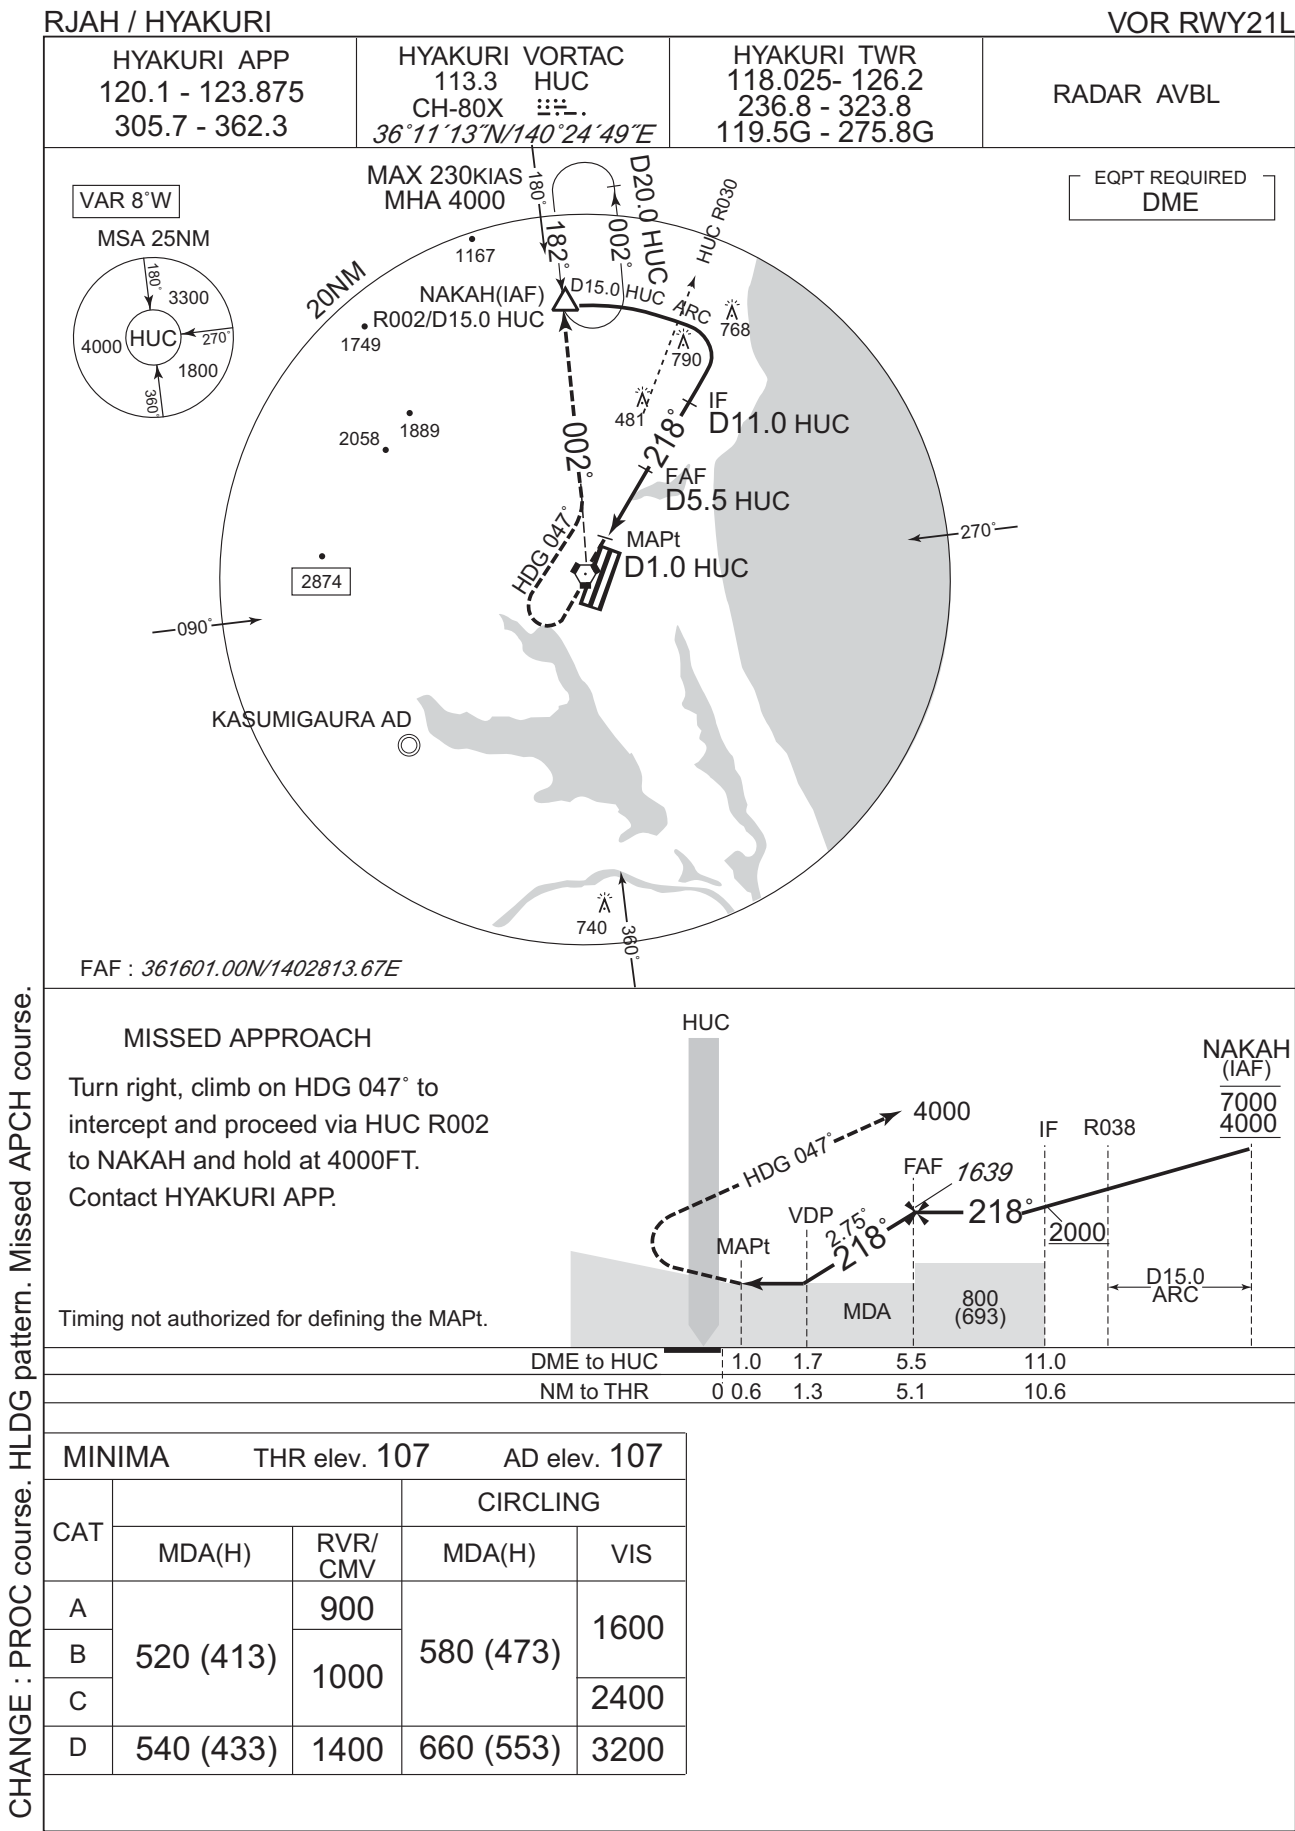 RJAH / HYAKURI
VOR RWY21L
HYAKURI APP
120.1 - 123.875
305.7 - 362.3
HYAKURI VORTAC
113.3 HUC
CH-80X
36°11´13˝N/140°24´49˝E
HYAKURI TWR
118.025- 126.2
236.8 - 323.8
119.5G - 275.8G
RADAR AVBL
VAR 8°W
MSA 25NM
180°
3300
4000
HUC
270°
1800
360°
MAX 230KIAS
MHA 4000
180°
182°
002°
D20.0 HUC
HUC R030
EQPT REQUIRED
DME
1167
20NM
NAKAH(IAF)
R002/D15.0 HUC
D15.0 HUC ARC
768
1749
790
481
IF
D11.0 HUC
2058
1889
002°
218°
FAF
D5.5 HUC
HDG 047°
MAPt
D1.0 HUC
270°
2874
090°
KASUMIGAURA AD
740
360°
FAF : 361601.00N/1402813.67E
MISSED APPROACH
Turn right, climb on HDG 047° to
intercept and proceed via HUC R002
to NAKAH and hold at 4000FT.
Contact HYAKURI APP.
Timing not authorized for defining the MAPt.
HUC
NAKAH
(IAF)
7000
4000
4000
HDG 047°
IF
R038
FAF
1639
VDP
2.75°
218°
218°
2000
MAPt
D15.0
ARC
MDA
800
(693)
DME to HUC 1.0 1.7 5.5 11.0
NM to THR 0 0.6 1.3 5.1 10.6
MINIMA THR elev. 107 AD elev. 107
CAT
CIRCLING
MDA(H)
RVR/
CMV
MDA(H)
VIS
A
900
1600
B
520 (413)
1000
580 (473)
C
2400
D
540 (433)
1400
660 (553)
3200
CHANGE : PROC course. HLDG pattern. Missed APCH course.